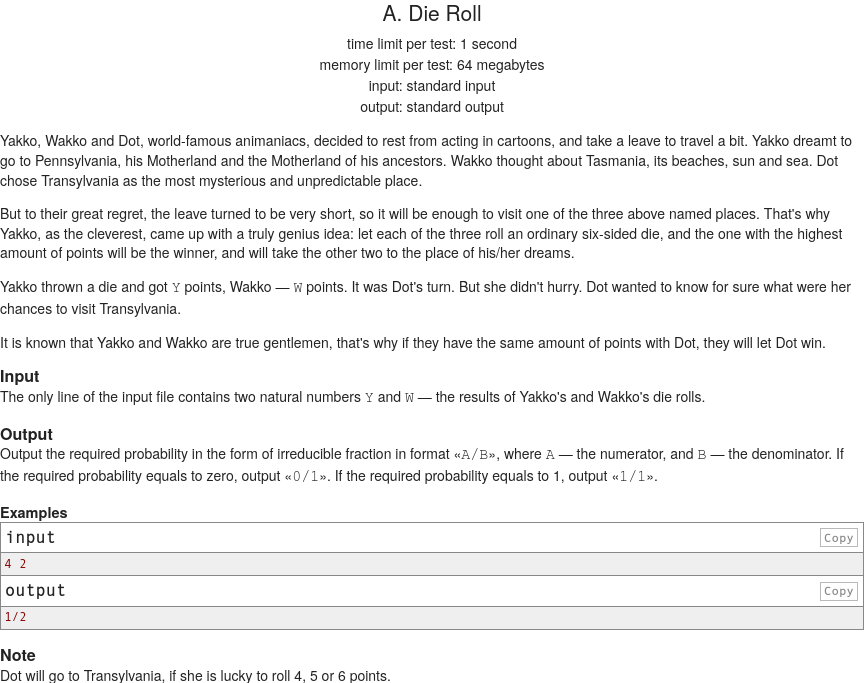 A. Die Roll
time limit per test: 1 second
memory limit per test: 64 megabytes
input: standard input
output: standard output
Yakko, Wakko and Dot, world-famous animaniacs, decided to rest from acting in cartoons, and take a leave to travel a bit. Yakko dreamt to
go to Pennsylvania, his Motherland and the Motherland of his ancestors. Wakko thought about Tasmania, its beaches, sun and sea. Dot
chose Transylvania as the most mysterious and unpredictable place.
But to their great regret, the leave turned to be very short, so it will be enough to visit one of the three above named places. That's why
Yakko, as the cleverest, came up with a truly genius idea: let each of the three roll an ordinary six-sided die, and the one with the highest
amount of points will be the winner, and will take the other two to the place of his/her dreams.
Yakko thrown a die and got Y points, Wakko — W points. It was Dot's turn. But she didn't hurry. Dot wanted to know for sure what were her
chances to visit Transylvania.
It is known that Yakko and Wakko are true gentlemen, that's why if they have the same amount of points with Dot, they will let Dot win.
Input
The only line of the input file contains two natural numbers Y and W — the results of Yakko's and Wakko's die rolls.
Output
Output the required probability in the form of irreducible fraction in format «A/B», where A — the numerator, and B — the denominator. If
the required probability equals to zero, output «0/1». If the required probability equals to 1, output «1/1».
Examples
input Copy
4 2
output Copy
1/2
Note
Dot will go to Transylvania, if she is lucky to roll 4, 5 or 6 points.